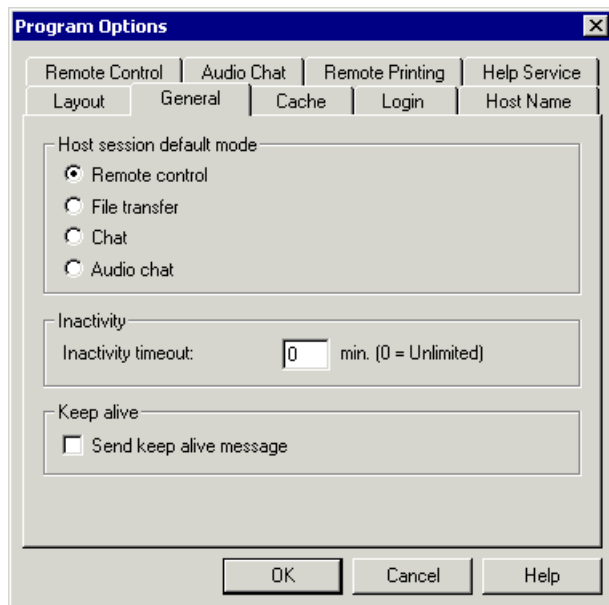 Program Options
Remote Control Audio Chat Remote Printing Help Service
Layout General Cache Login Host Name
Host session default mode
Remote control
File transfer
Chat
Audio chat
Inactivity
Inactivity timeout: 0 min. (0 = Unlimited)
Keep alive
Send keep alive message
OK Cancel Help